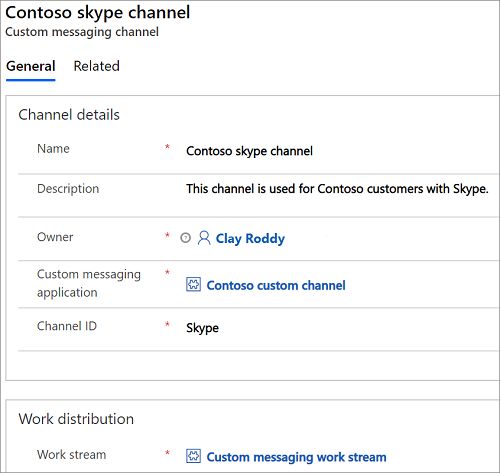 Contoso skype channel
Custom messaging channel
General Related
Channel details
Name * Contoso skype channel
Description This channel is used for Contoso customers with Skype.
Owner * Clay Roddy
Custom messaging * Contoso custom channel
application
Channel ID * Skype
Work distribution
Work stream * Custom messaging work stream